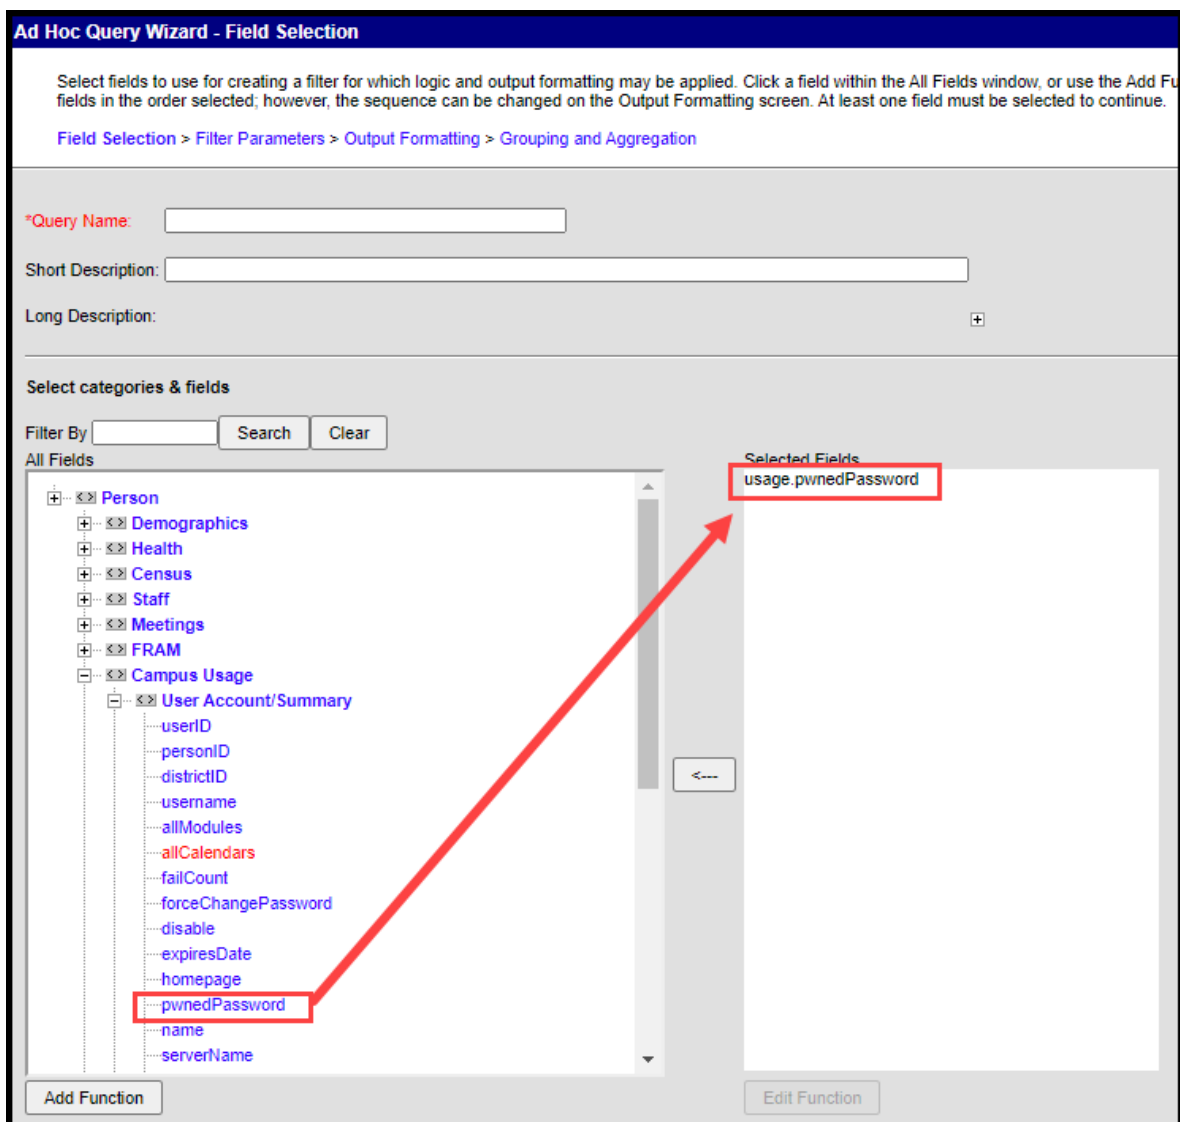 Ad Hoc Query Wizard - Field Selection
Select fields to use for creating a filter for which logic and output formatting may be applied. Click a field within the All Fields window, or use the Add Fu
fields in the order selected; however, the sequence can be changed on the Output Formatting screen. At least one field must be selected to continue.
Field Selection > Filter Parameters > Output Formatting > Grouping and Aggregation
*Query Name:
Short Description:
Long Description:
Select categories & fields
Filter By Search Clear
All Fields
Person
Demographics
Health
Census
Staff
Meetings
FRAM
Campus Usage
User Account/Summary
userID
personID
districtID
username
allModules
allCalendars
failCount
forceChangePassword
disable
expiresDate
homepage
pwnedPassword
name
serverName
Add Function
<---
Selected Fields
usage.pwnedPassword
Edit Function